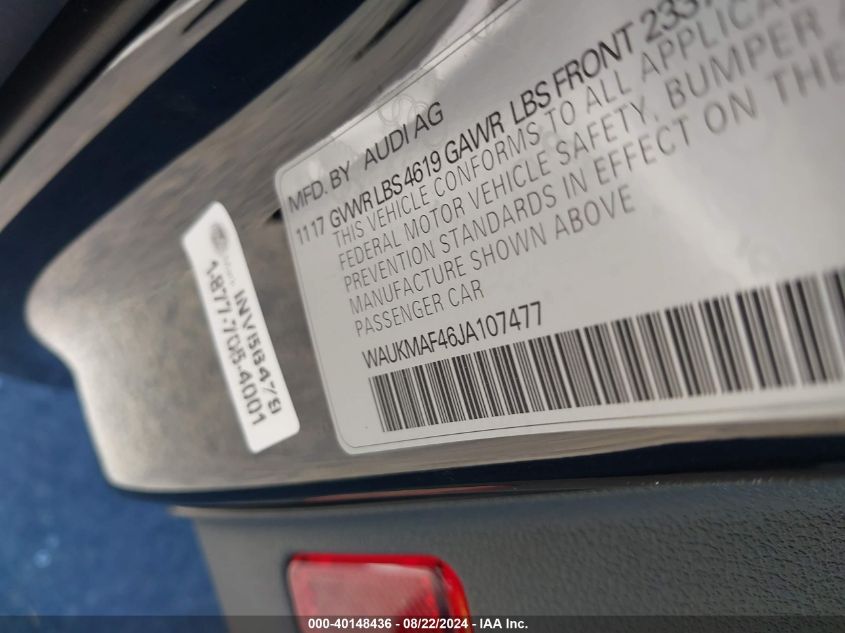 MFD. BY AUDI AG
1117 GVWR LBS 4619 GAWR LBS FRONT 2337
THIS VEHICLE CONFORMS TO ALL APPLICA
FEDERAL MOTOR VEHICLE SAFETY, BUMPER
PREVENTION STANDARDS IN EFFECT ON THE
MANUFACTURE SHOWN ABOVE
PASSENGER CAR
WAUKMAF46JA107477
1-877-705-4001
000-40148436 - 08/22/2024 - IAA Inc.